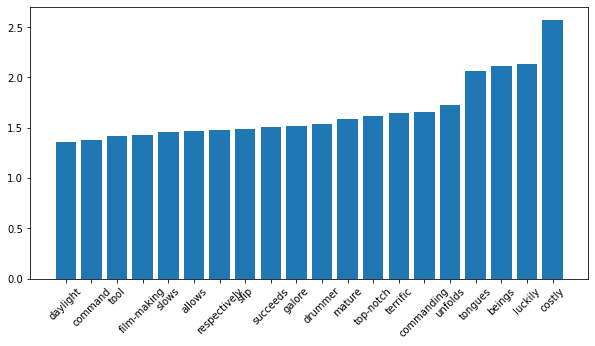 2.5
2.0
1.5
1.0
0.5
0.0
daylight
command
tool
film-making
slows
allows
respectively
slip
succeeds
galore
drummer
mature
top-notch
terrific
commanding
unfolds
tongues
beings
luckily
costly